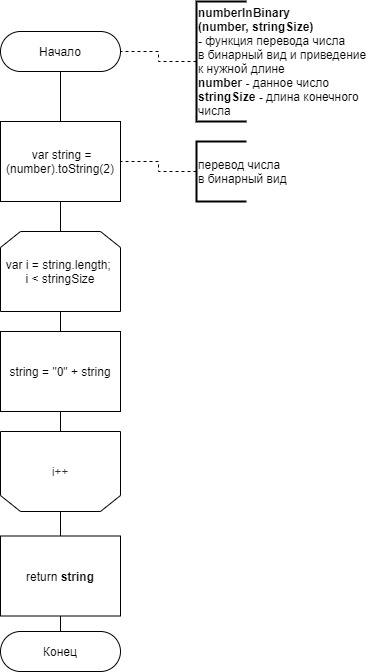 numberInBinary
(number, stringSize)
- функция перевода числа
в бинарный вид и приведение
к нужной длине
number - данное число
stringSize - длина конечного
числа
Начало
var string =
(number).toString(2)
перевод числа
в бинарный вид
var i = string.length;
i < stringSize
string = "0" + string
i++
return string
Конец